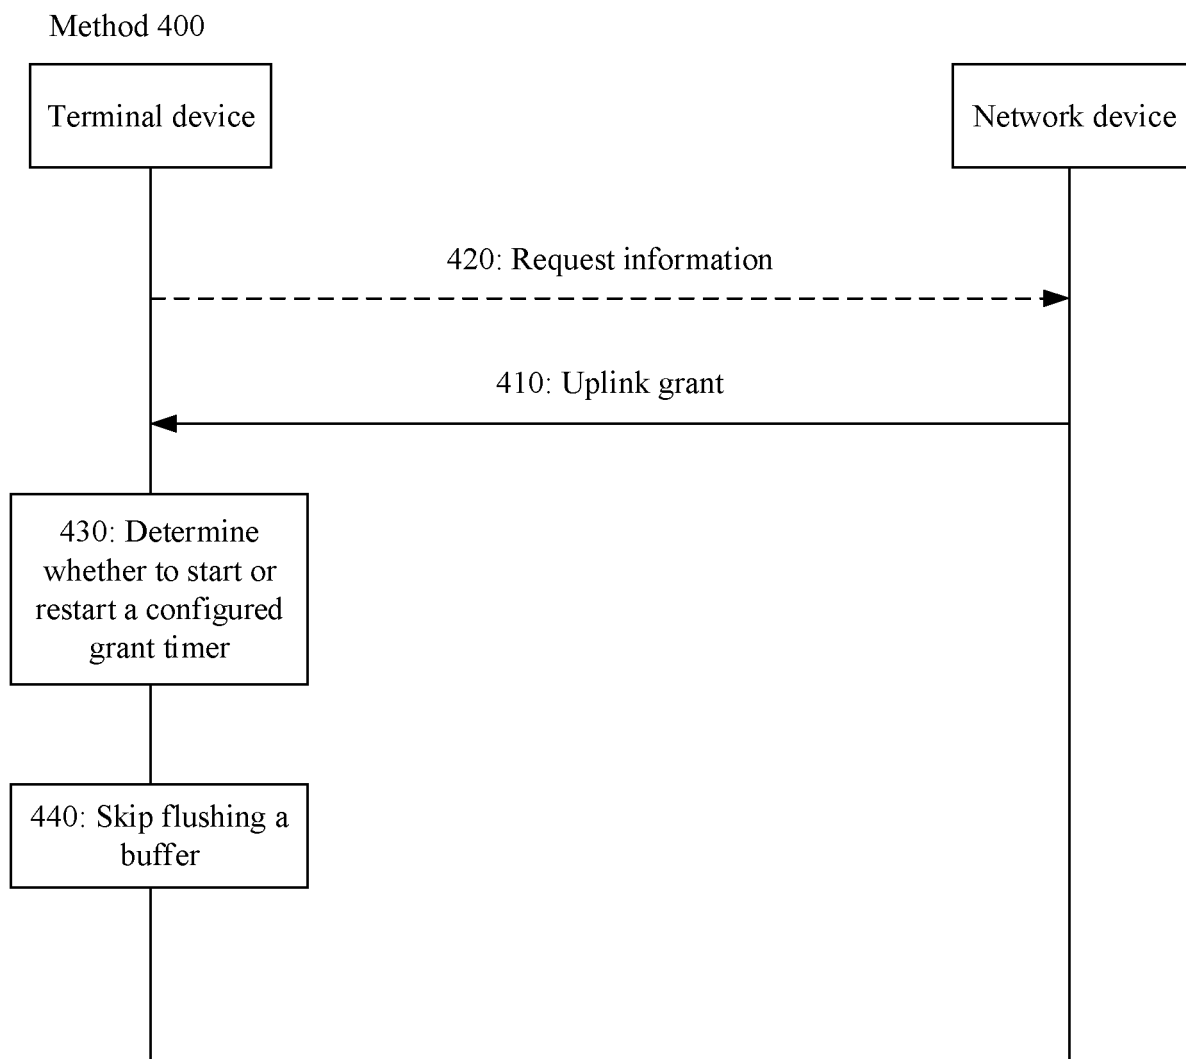 Method 400
Terminal device
Network device
420: Request information
410: Uplink grant
430: Determine
whether to start or
restart a configured
grant timer
440: Skip flushing a
buffer